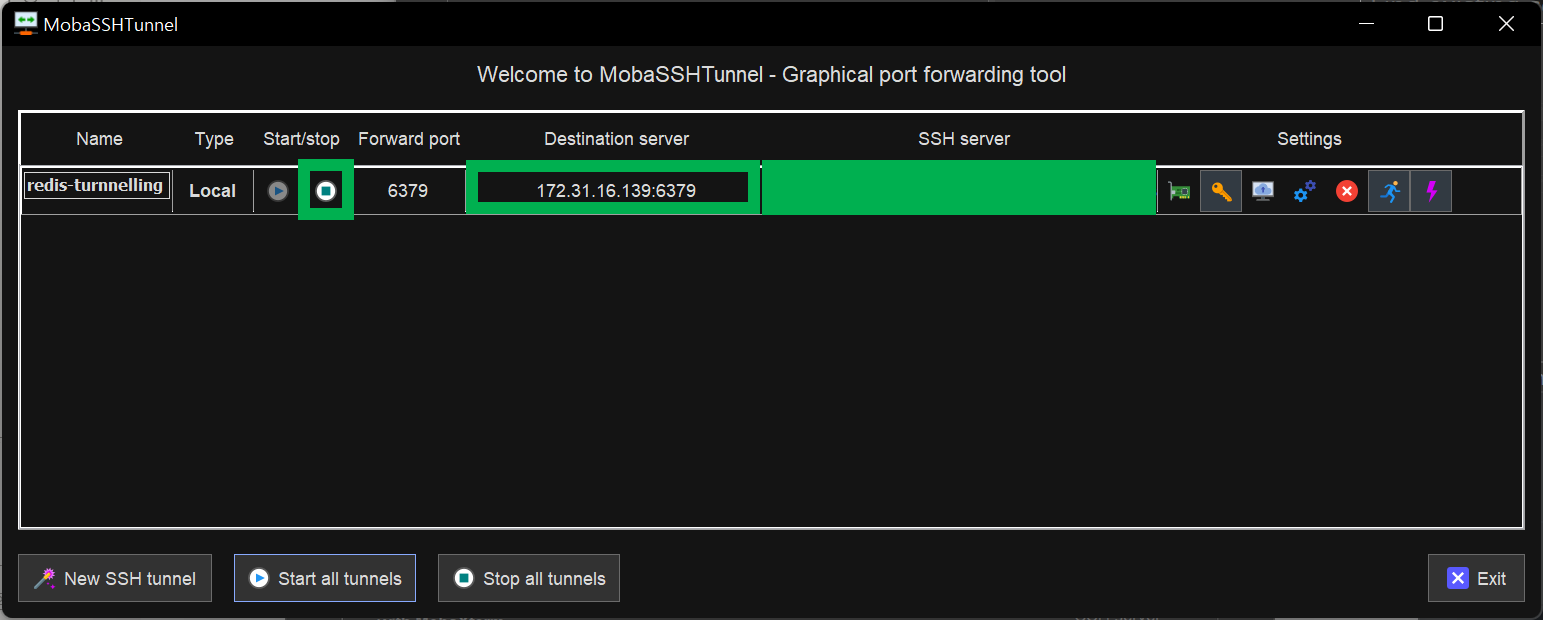 MobaSSHTunnel
Welcome to MobaSSHTunnel - Graphical port forwarding tool
Name Type Start/stop Forward port Destination server SSH server Settings
redis-turnnelling Local 6379 172.31.16.139:6379
New SSH tunnel Start all tunnels Stop all tunnels Exit